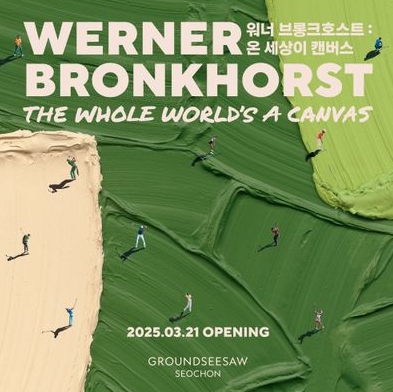 WERNER
워너 브롱크호스트 :
온 세상이 캔버스
BRONKHORST
THE WHOLE WORLD'S A CANVAS
2025.03.21 OPENING
GROUNDSEESAW
SEOCHON